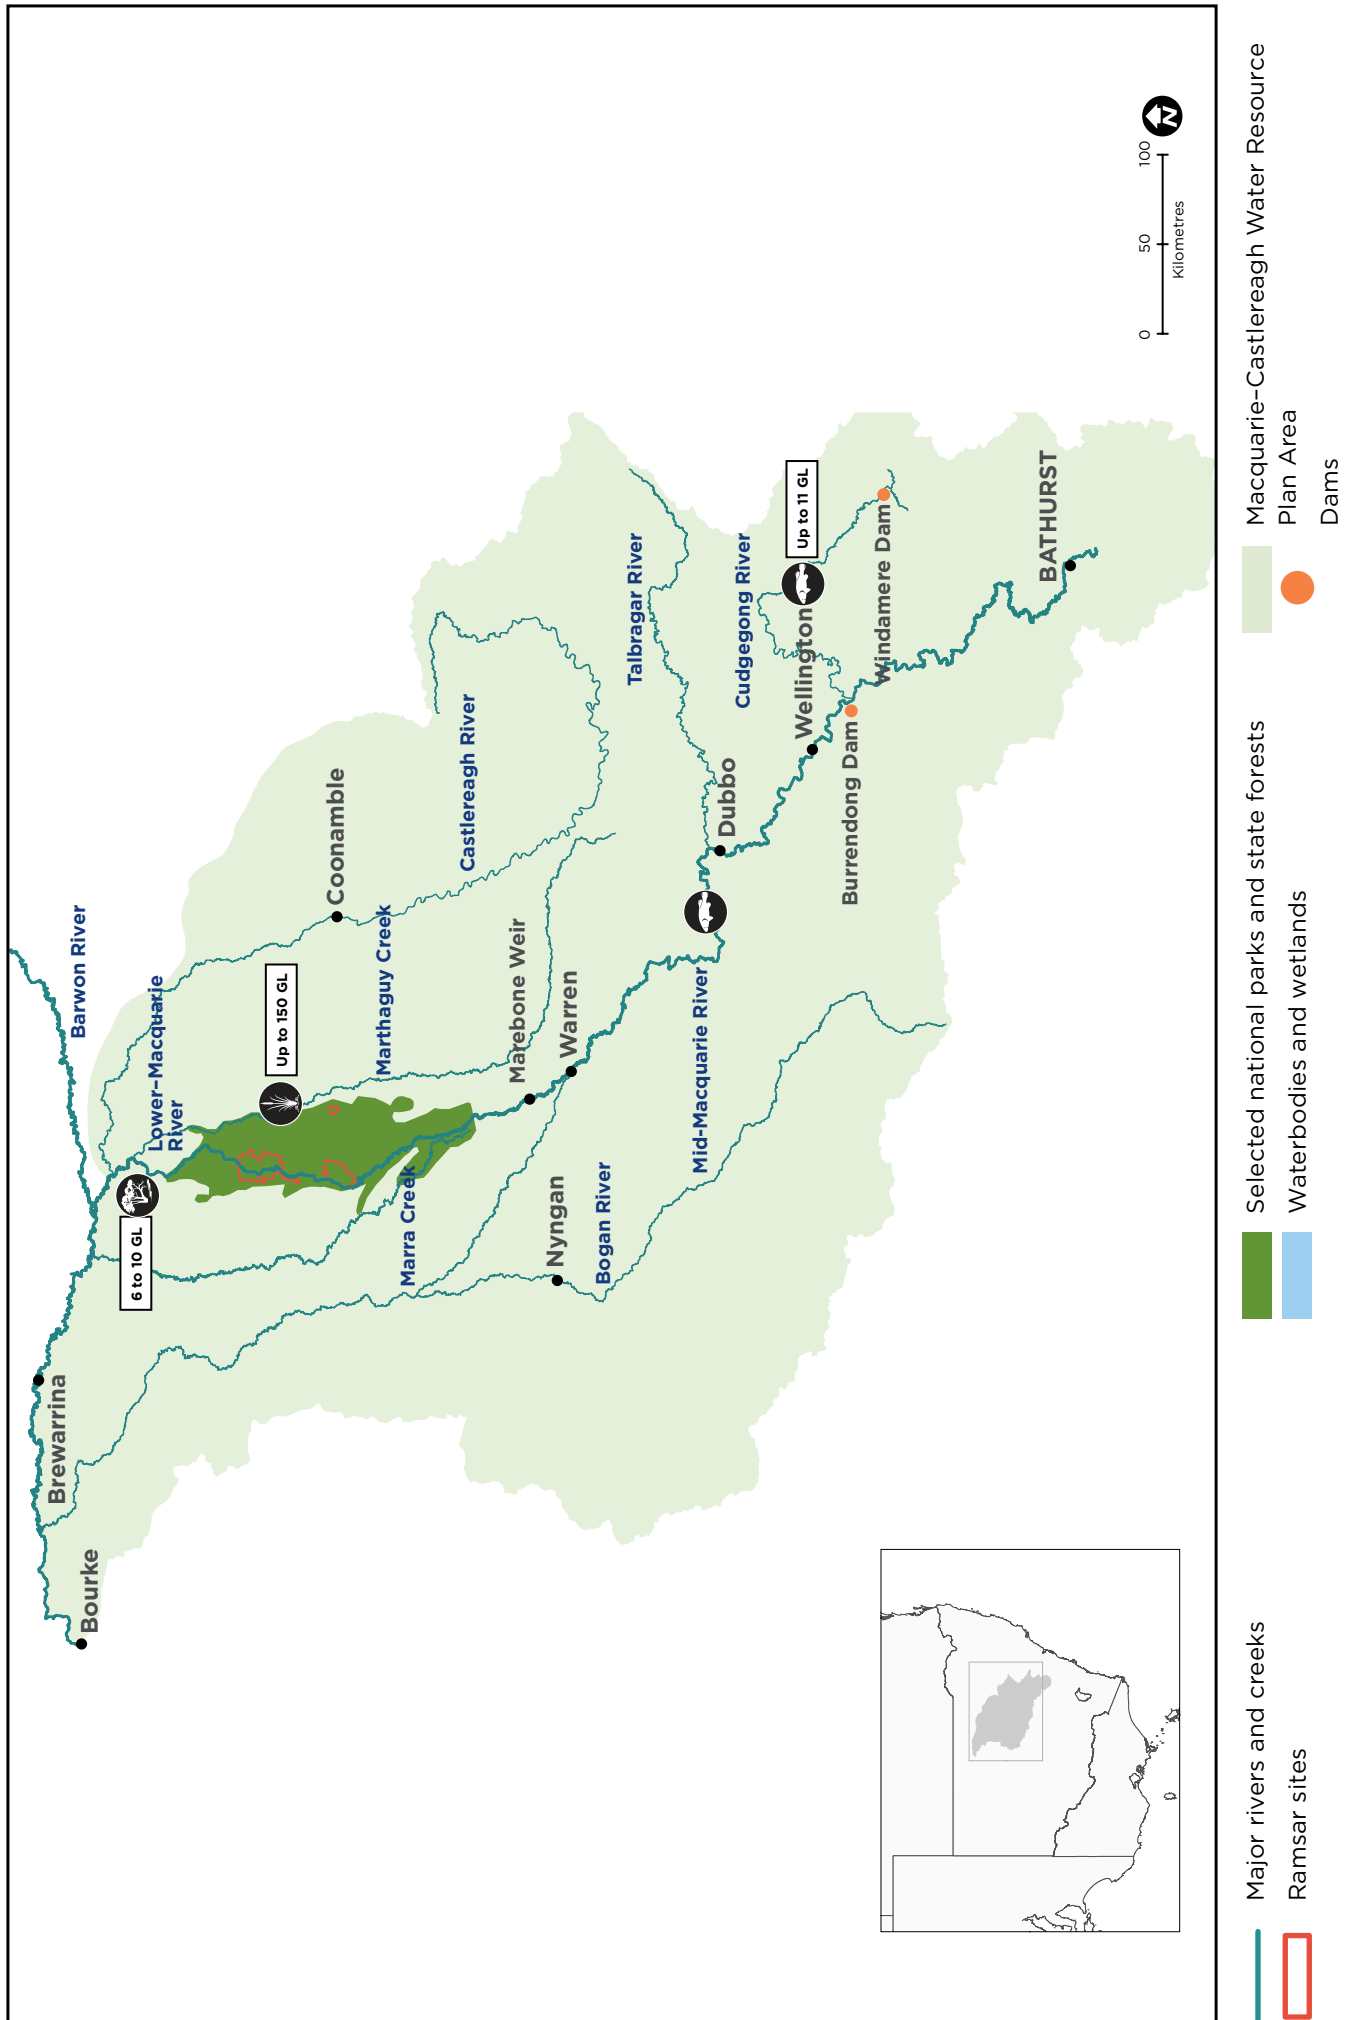 Barwon River
Lower-Macquarie
River
6 to 10 GL
Up to 150 GL
Brewarrina
Bourke
Coonamble
Castlereagh River
Marthaguy Creek
Marra Creek
Marebone Weir
Warren
Nyngan
Bogan River
Mid-Macquarie River
Talbragar River
Dubbo
Cudgegong River
Up to 11 GL
Wellington
Windamere Dam
Burrendong Dam
BATHURST
0 50 100
Kilometres
N
Major rivers and creeks
Ramsar sites
Selected national parks and state forests
Waterbodies and wetlands
Macquarie–Castlereagh Water Resource
Plan Area
Dams